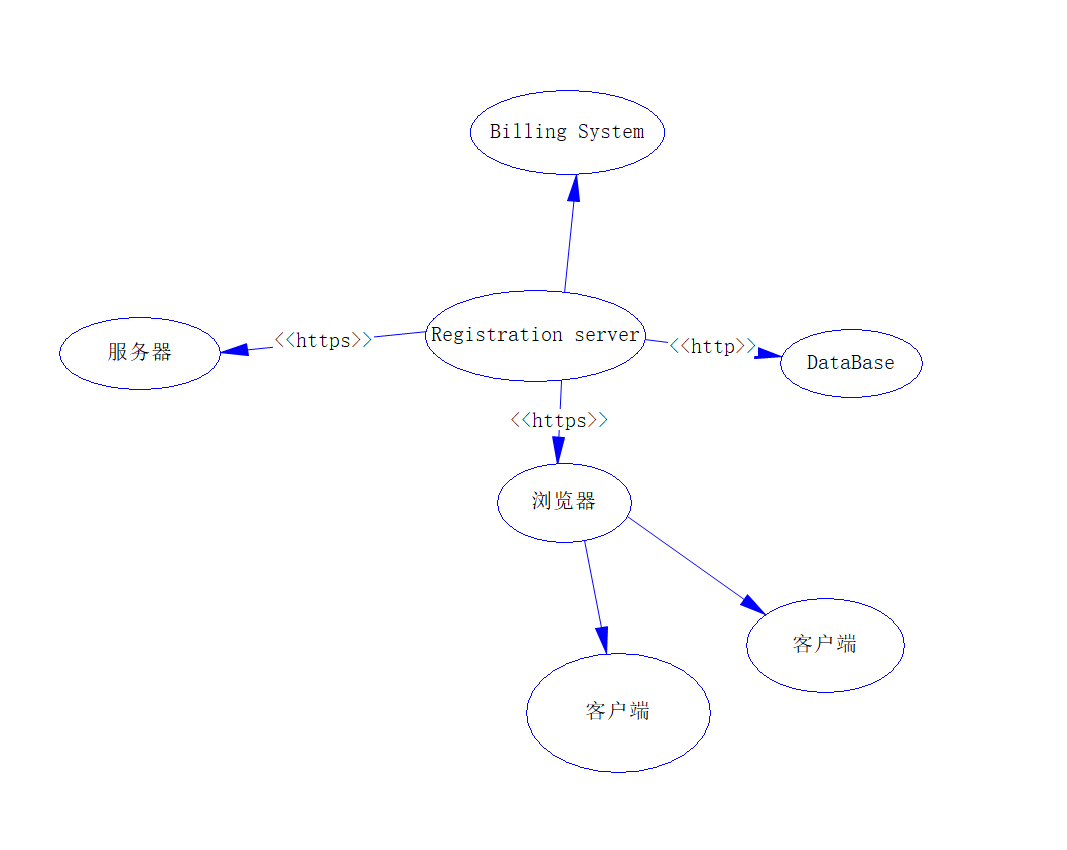 Billing System
Registration server
服务器
<<https>>
<<http>>
DataBase
<<https>>
浏览器
客户端
客户端